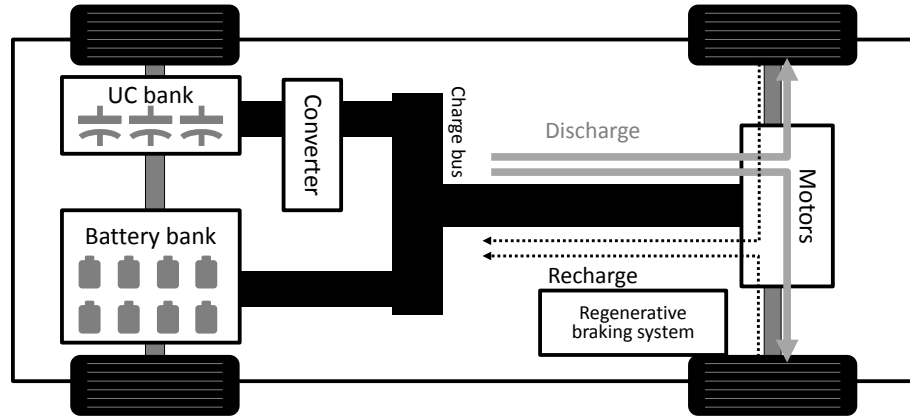 UC bank
Converter
Charge bus
Discharge
Motors
Battery bank
Recharge
Regenerative
braking system